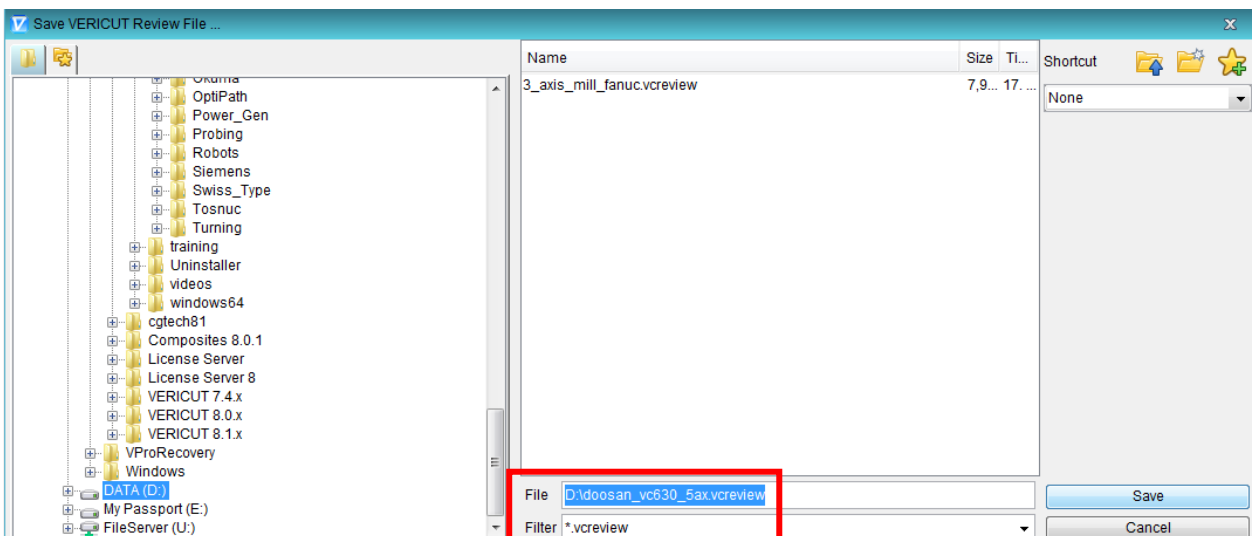 Save VERICUT Review File ...
Okuma
OptiPath
Power_Gen
Probing
Robots
Siemens
Swiss_Type
Tosnuc
Turning
training
Uninstaller
videos
windows64
cgtech81
Composites 8.0.1
License Server
License Server 8
VERICUT 7.4.x
VERICUT 8.0.x
VERICUT 8.1.x
VProRecovery
Windows
DATA (D:)
My Passport (E:)
FileServer (U:)
Name Size Ti...
3_axis_mill_fanuc.vcreview 7,9... 17. ...
File D:\doosan_vc630_5ax.vcreview
Filter *.vcreview
Shortcut
None
Save
Cancel